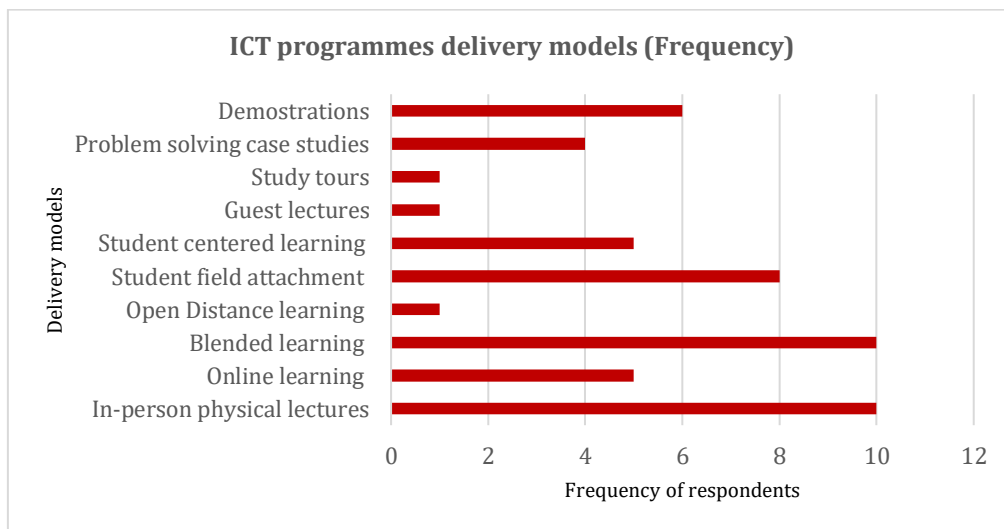 ICT programmes delivery models (Frequency)
Demostrations
Problem solving case studies
Study tours
Guest lectures
Student centered learning
Student field attachment
Open Distance learning
Blended learning
Online learning
In-person physical lectures
Delivery models
0 2 4 6 8 10 12
Frequency of respondents